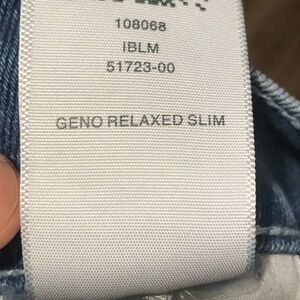 108068
IBLM
51723-00
GENO RELAXED SLIM